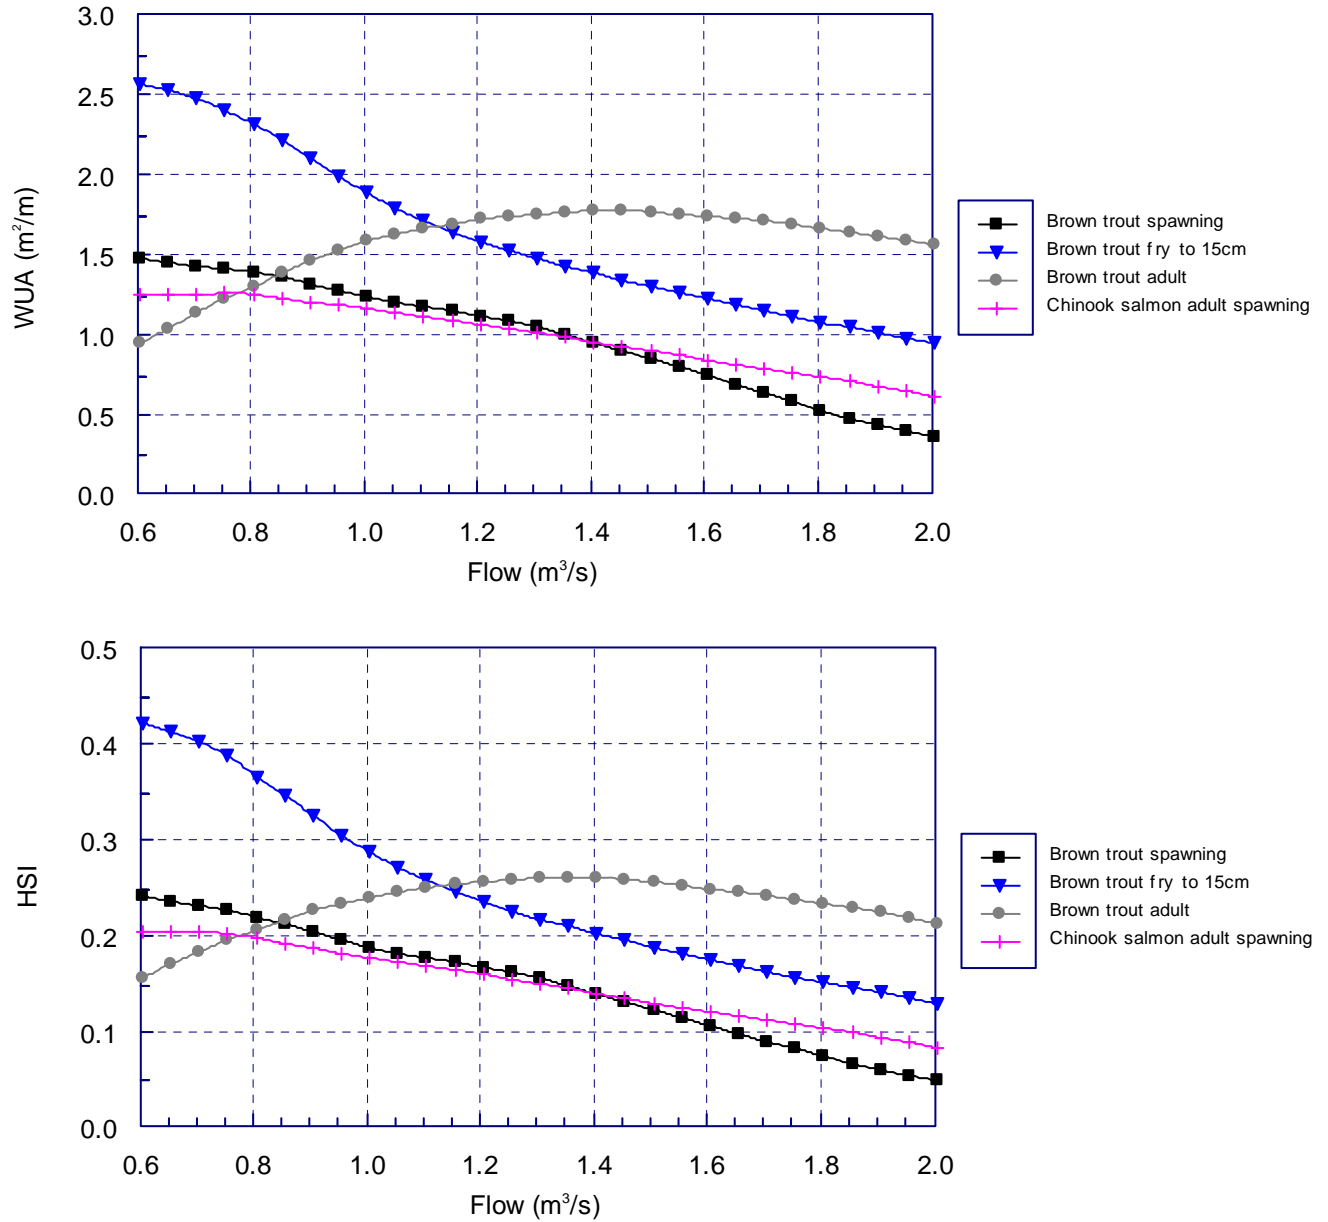 3.0
2.5
2.0
1.5
1.0
0.5
0.0
WUA (m²/m)
0.6 0.8 1.0 1.2 1.4 1.6 1.8 2.0
Flow (m³/s)
Brown trout spawning
Brown trout fry to 15cm
Brown trout adult
Chinook salmon adult spawning
0.5
0.4
0.3
0.2
0.1
0.0
HSI
0.6 0.8 1.0 1.2 1.4 1.6 1.8 2.0
Flow (m³/s)
Brown trout spawning
Brown trout fry to 15cm
Brown trout adult
Chinook salmon adult spawning